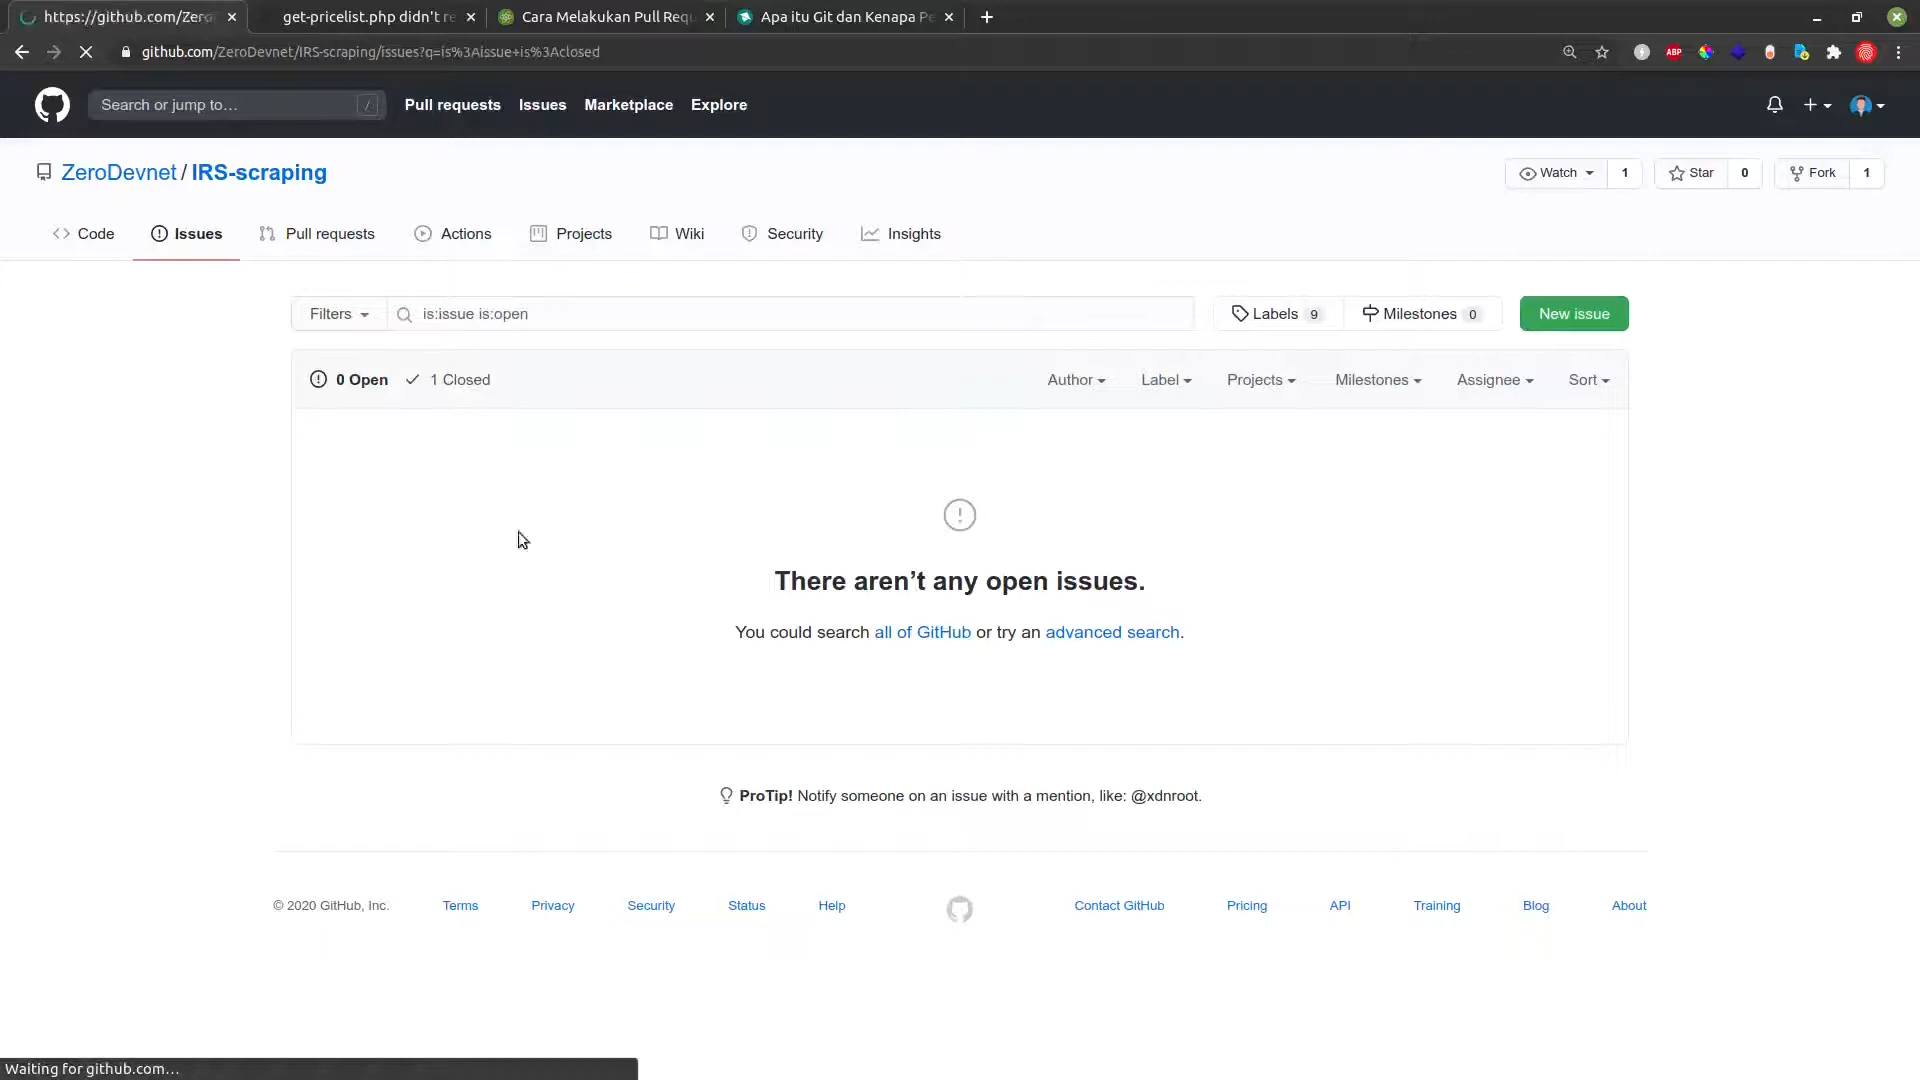 https://github.com/Zero
get-pricelist.php didn't re
Cara Melakukan Pull Requ
Apa itu Git dan Kenapa Pe
github.com/ZeroDevnet/IRS-scraping/issues?q=is%3Aissue+is%3Aclosed
ABP
Search or jump to…
/
Pull requests
Issues
Marketplace
Explore
ZeroDevnet / IRS-scraping
Watch
1
Star
0
Fork
1
Code
Issues
Pull requests
Actions
Projects
Wiki
Security
Insights
Filters
is:issue is:open
Labels 9
Milestones 0
New issue
0 Open
1 Closed
Author
Label
Projects
Milestones
Assignee
Sort
There aren’t any open issues.
You could search all of GitHub or try an advanced search.
ProTip! Notify someone on an issue with a mention, like: @xdnroot.
© 2020 GitHub, Inc.
Terms
Privacy
Security
Status
Help
Contact GitHub
Pricing
API
Training
Blog
About
Waiting for github.com…